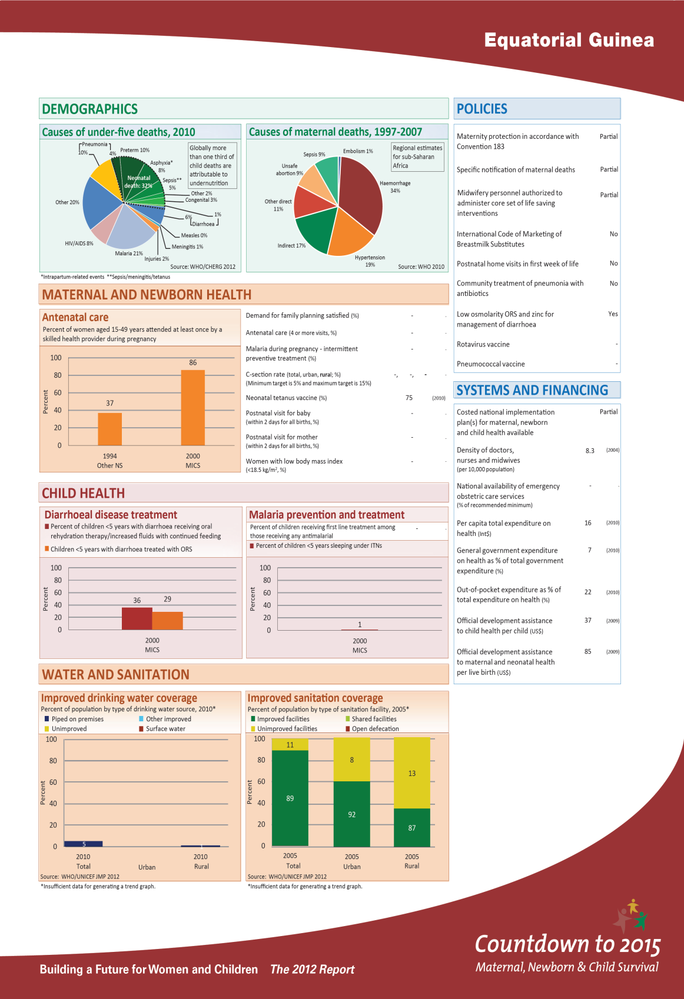 Equatorial Guinea
DEMOGRAPHICS
Causes of under-five deaths, 2010
Globally more
than one third of
child deaths are
attributable to
undernutrition
Pneumonia
10%
4%
Preterm 10%
Asphyxia*
8%
Neonatal
death: 32%
Sepsis**
5%
Other 2%
Congenital 3%
1%
6%
Diarrhoea
Measles 0%
Meningitis 1%
Injuries 2%
Malaria 21%
HIV/AIDS 8%
Other 20%
Source: WHO/CHERG 2012
*Intrapartum-related events **Sepsis/meningitis/tetanus
Causes of maternal deaths, 1997-2007
Regional estimates
for sub-Saharan
Africa
Sepsis 9%
Embolism 1%
Unsafe
abortion 9%
Haemorrhage
34%
Other direct
11%
Indirect 17%
Hypertension
19%
Source: WHO 2010
MATERNAL AND NEWBORN HEALTH
Antenatal care
Percent of women aged 15-49 years attended at least once by a
skilled health provider during pregnancy
Percent
100
80
60
40
20
0
37
86
1994
Other NS
2000
MICS
Demand for family planning satisfied (%) - -
Antenatal care (4 or more visits, %) - -
Malaria during pregnancy - intermittent - -
preventive treatment (%)
C-section rate (total, urban, rural; %) -, -, - -
(Minimum target is 5% and maximum target is 15%)
Neonatal tetanus vaccine (%) 75 (2010)
Postnatal visit for baby - -
(within 2 days for all births, %)
Postnatal visit for mother - -
(within 2 days for all births, %)
Women with low body mass index - -
(<18.5 kg/m², %)
CHILD HEALTH
Diarrhoeal disease treatment
Percent of children <5 years with diarrhoea receiving oral
rehydration therapy/increased fluids with continued feeding
Children <5 years with diarrhoea treated with ORS
Percent
100
80
60
40
20
0
36
29
2000
MICS
Malaria prevention and treatment
Percent of children receiving first line treatment among - -
those receiving any antimalarial
Percent of children <5 years sleeping under ITNs
Percent
100
80
60
40
20
0
1
2000
MICS
WATER AND SANITATION
Improved drinking water coverage
Percent of population by type of drinking water source, 2010*
Piped on premises Other improved
Unimproved Surface water
Percent
100
80
60
40
20
0
5
1
2010 2010
Total Urban Rural
Source: WHO/UNICEF JMP 2012
*Insufficient data for generating a trend graph.
Improved sanitation coverage
Percent of population by type of sanitation facility, 2005*
Improved facilities Shared facilities
Unimproved facilities Open defecation
Percent
100
80
60
40
20
0
11
89
8
92
13
87
2005 2005 2005
Total Urban Rural
Source: WHO/UNICEF JMP 2012
*Insufficient data for generating a trend graph.
POLICIES
Maternity protection in accordance with Partial
Convention 183
Specific notification of maternal deaths Partial
Midwifery personnel authorized to Partial
administer core set of life saving
interventions
International Code of Marketing of No
Breastmilk Substitutes
Postnatal home visits in first week of life No
Community treatment of pneumonia with No
antibiotics
Low osmolarity ORS and zinc for Yes
management of diarrhoea
Rotavirus vaccine -
Pneumococcal vaccine -
SYSTEMS AND FINANCING
Costed national implementation Partial
plan(s) for maternal, newborn
and child health available
Density of doctors, 8.3 (2004)
nurses and midwives
(per 10,000 population)
National availability of emergency - -
obstetric care services
(% of recommended minimum)
Per capita total expenditure on 16 (2010)
health (Int$)
General government expenditure 7 (2010)
on health as % of total government
expenditure (%)
Out-of-pocket expenditure as % of 22 (2010)
total expenditure on health (%)
Official development assistance 37 (2009)
to child health per child (US$)
Official development assistance 85 (2009)
to maternal and neonatal health
per live birth (US$)
Countdown to 2015
Maternal, Newborn & Child Survival
Building a Future for Women and Children The 2012 Report